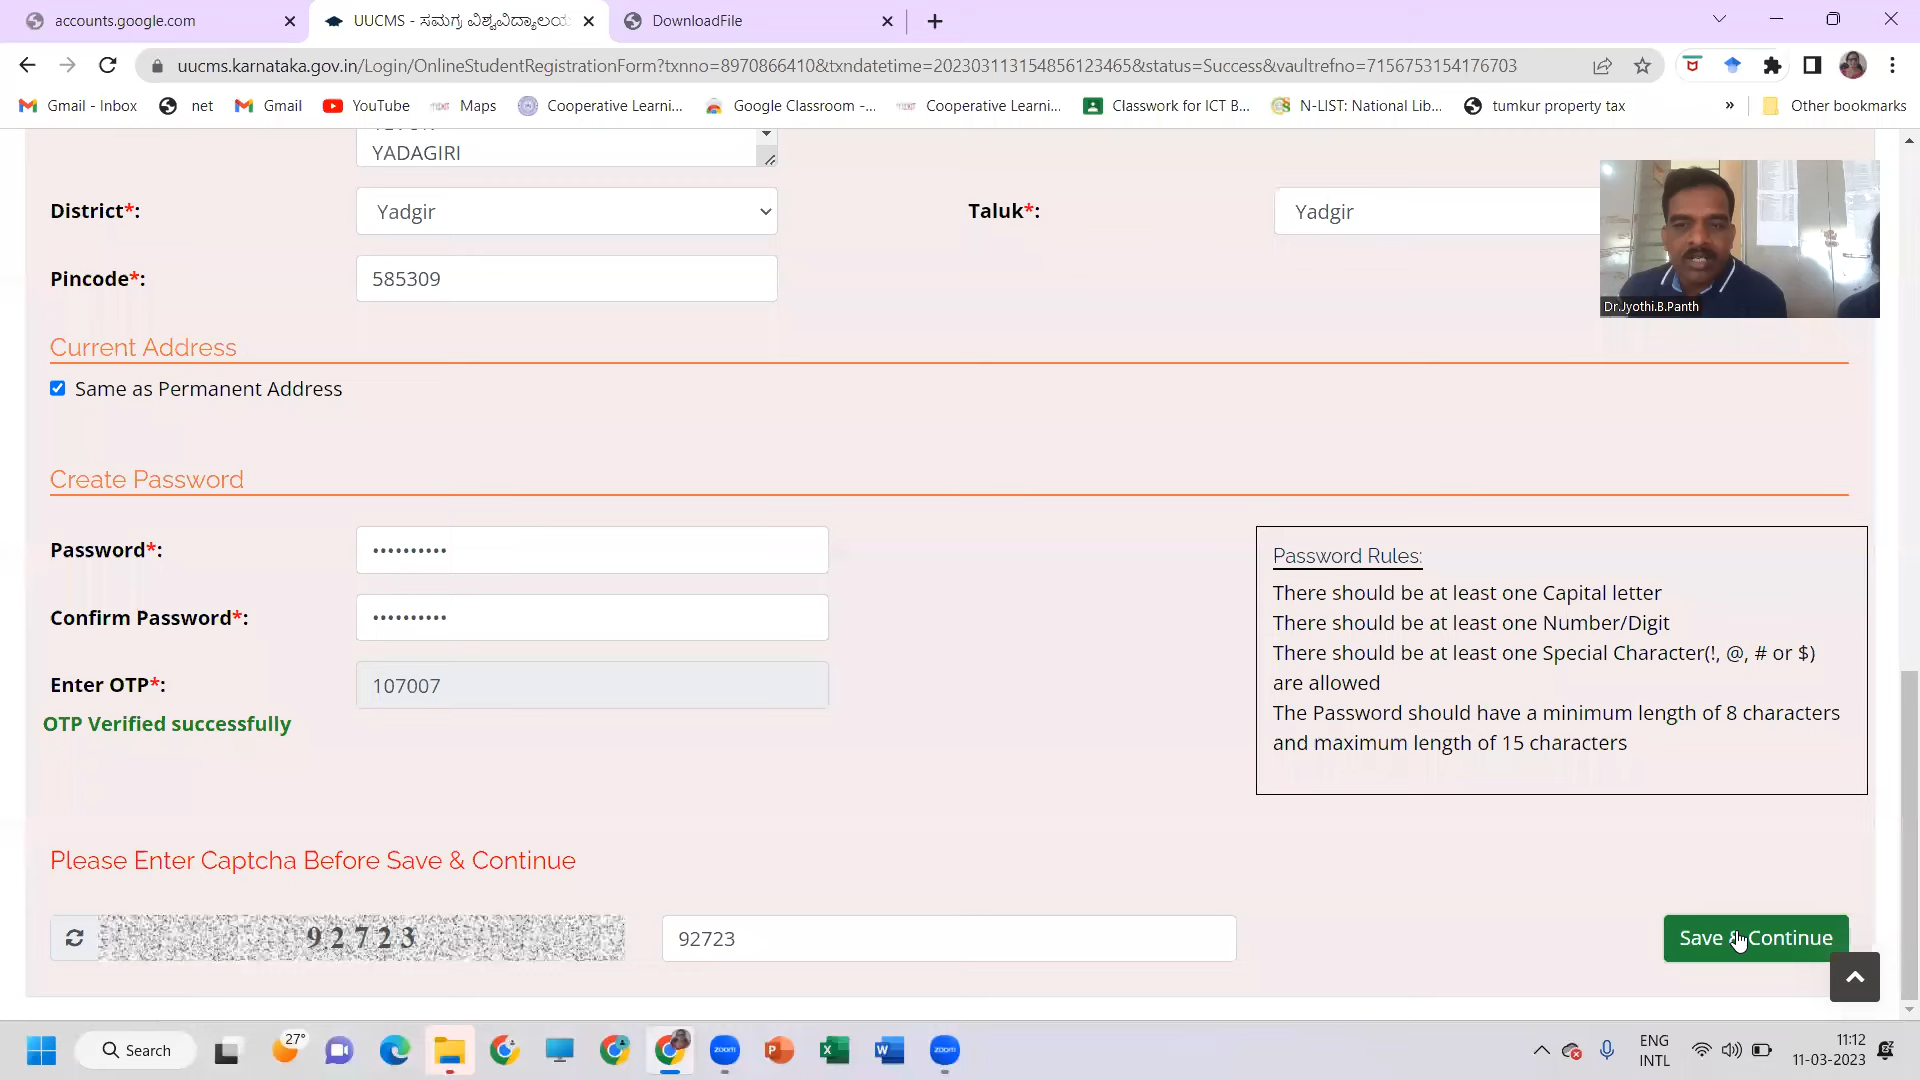 accounts.google.com
UUCMS - ಸಮಗ್ರ ವಿಶ್ವವಿದ್ಯಾಲಯ
DownloadFile
uucms.karnataka.gov.in/Login/OnlineStudentRegistrationForm?txnno=8970866410&txndatetime=202303113154856123465&status=Success&vaultrefno=7156753154176703
Gmail - Inbox
net
Gmail
YouTube
Maps
Cooperative Learni...
Google Classroom -...
Cooperative Learni...
Classwork for ICT B...
N-LIST: National Lib...
tumkur property tax
»
Other bookmarks
YADAGIRI
District*:
Yadgir
Taluk*:
Yadgir
Dr.Jyothi.B.Panth
Pincode*:
585309
Current Address
Same as Permanent Address
Create Password
Password*:
••••••••••
Confirm Password*:
••••••••••
Enter OTP*:
107007
OTP Verified successfully
Password Rules:
There should be at least one Capital letter
There should be at least one Number/Digit
There should be at least one Special Character(!, @, # or $)
are allowed
The Password should have a minimum length of 8 characters
and maximum length of 15 characters
Please Enter Captcha Before Save & Continue
92723
92723
Save & Continue
27°
Search
zoom
zoom
ENG
INTL
11:12
11-03-2023